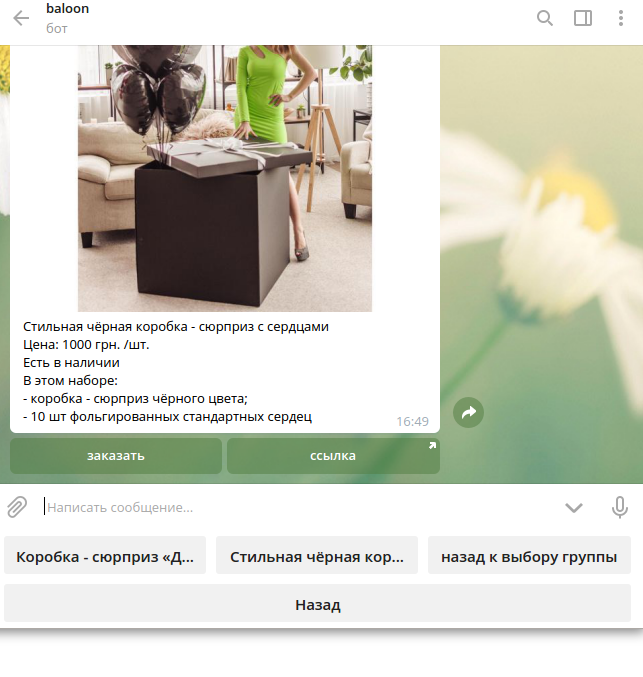 baloon
бот
Стильная чёрная коробка - сюрприз с сердцами
Цена: 1000 грн. /шт.
Есть в наличии
В этом наборе:
- коробка - сюрприз чёрного цвета;
- 10 шт фольгированных стандартных сердец
16:49
заказать
ссылка
Написать сообщение...
Коробка - сюрприз «Д...
Стильная чёрная кор...
назад к выбору группы
Назад